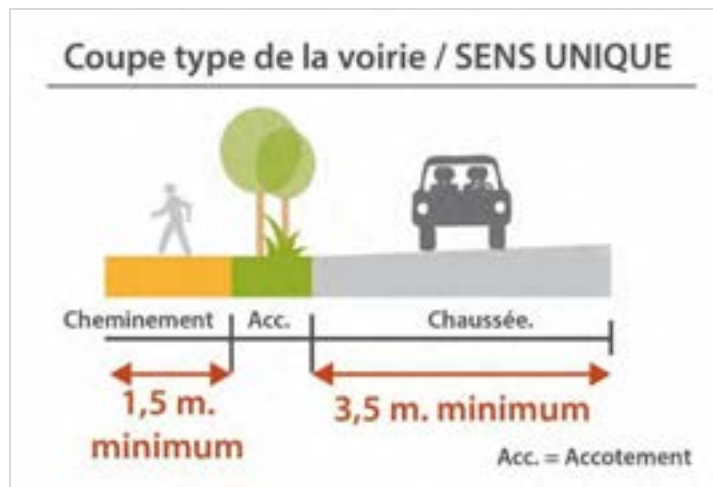 Coupe type de la voirie / SENS UNIQUE
Cheminement Acc. Chaussée.
1,5 m. 3,5 m. minimum
minimum
Acc. = Accotement